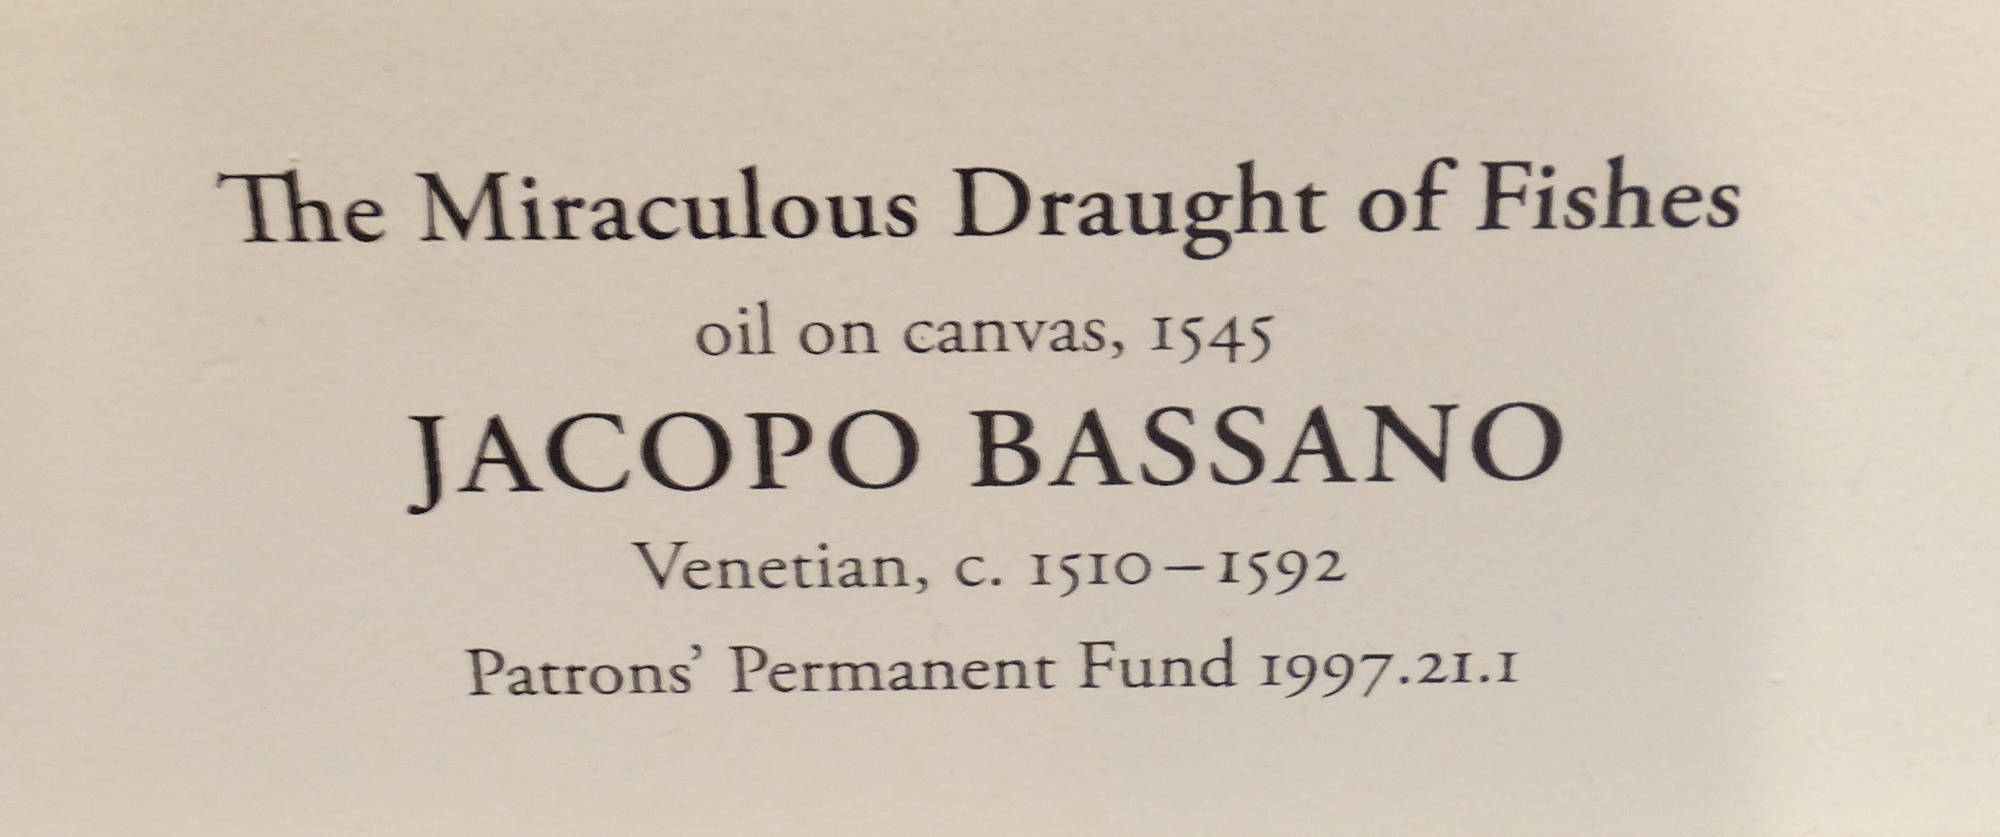 The Miraculous Draught of Fishes
oil on canvas, 1545
JACOPO BASSANO
Venetian, c. 1510–1592
Patrons’ Permanent Fund 1997.21.1